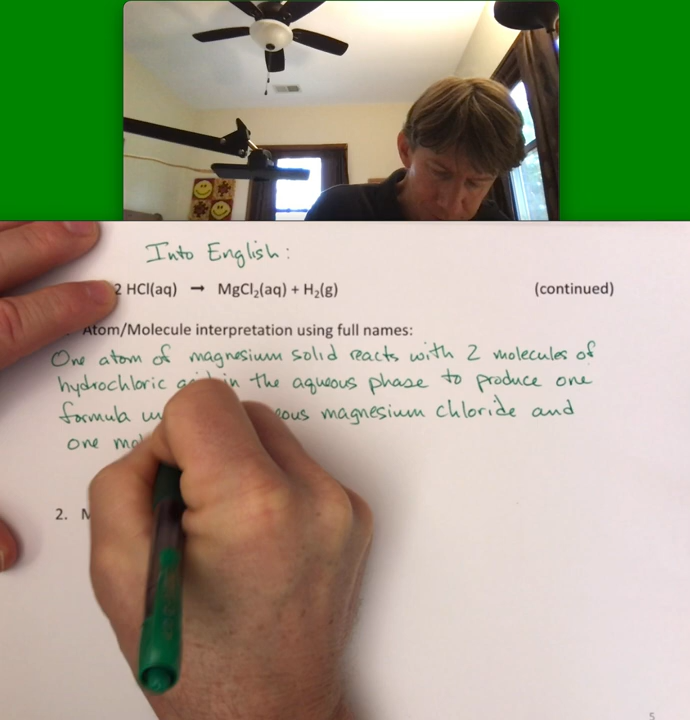 Into English:
2 HCl(aq) → MgCl₂(aq) + H₂(g) (continued)
Atom/Molecule interpretation using full names:
One atom of magnesium solid reacts with 2 molecules of
hydrochloric in the aqueous phase to produce one
formula magnesium chloride and
one
2.
5